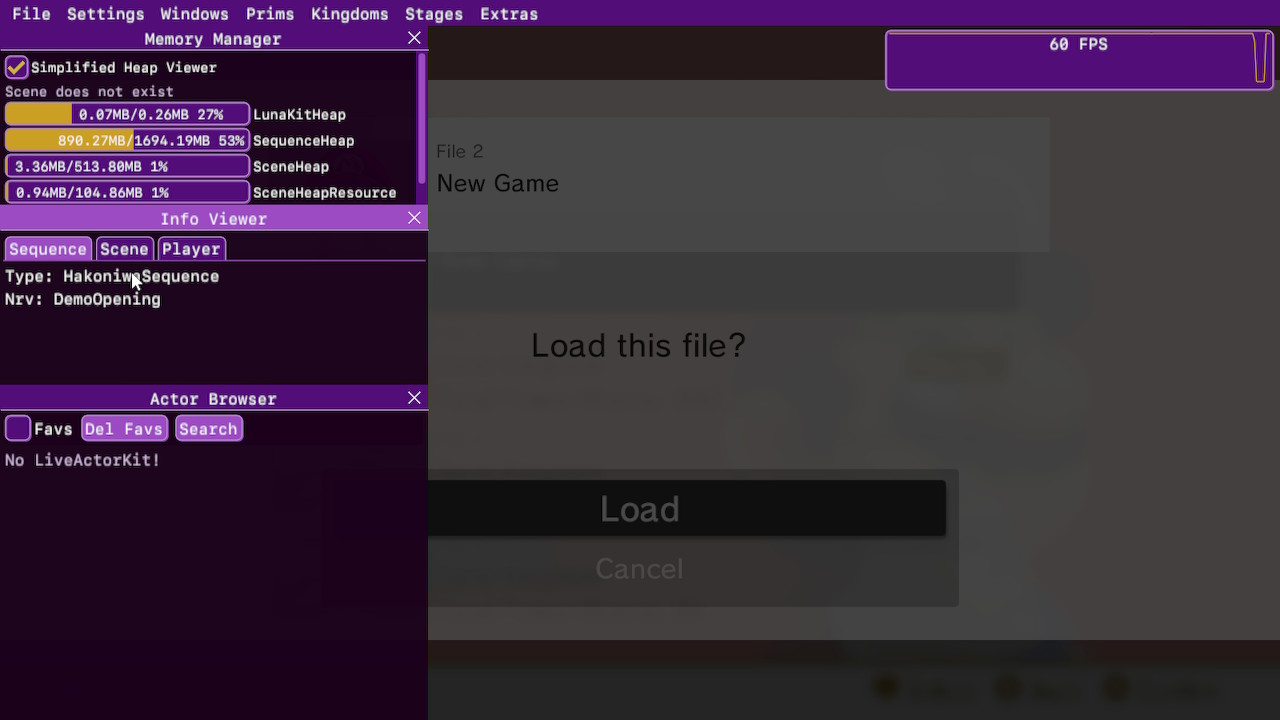 File Settings Windows Prims Kingdoms Stages Extras
Memory Manager
Simplified Heap Viewer
Scene does not exist
0.07MB/0.26MB 27% LunaKitHeap
890.27MB/1694.19MB 53% SequenceHeap
3.36MB/513.80MB 1% SceneHeap
0.94MB/104.86MB 1% SceneHeapResource
Info Viewer
Sequence Scene Player
Type: HakoniwaSequence
Nrv: DemoOpening
Actor Browser
Favs Del Favs Search
No LiveActorKit!
60 FPS
File 2
New Game
Load this file?
Load
Cancel